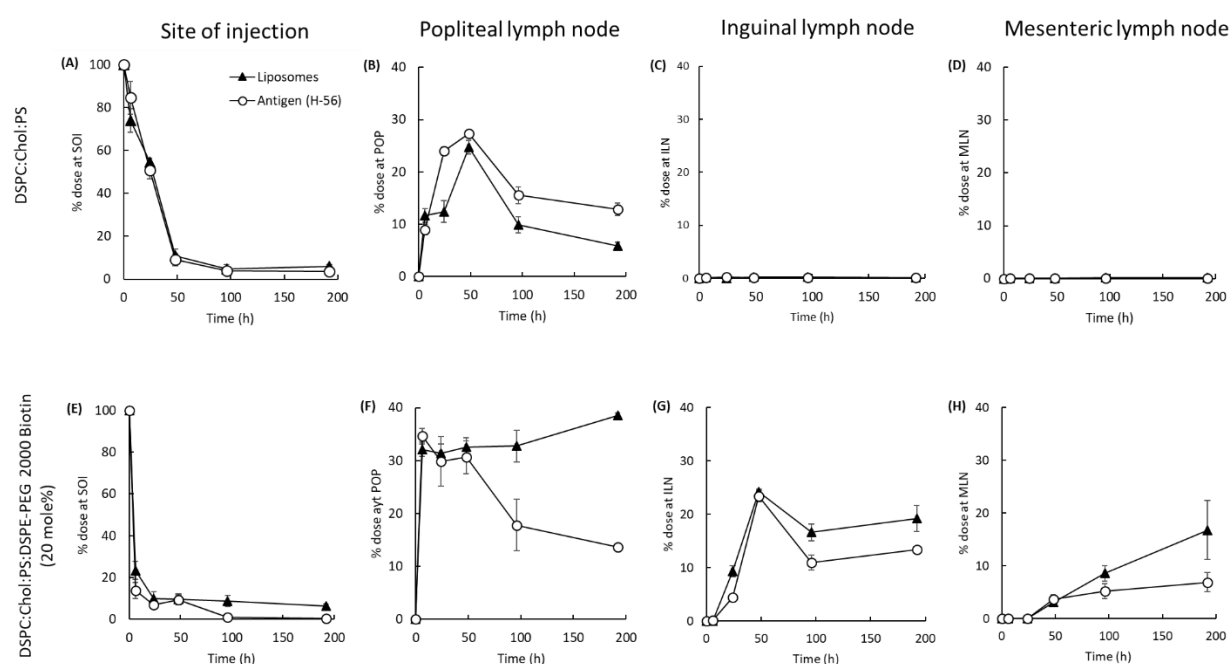 Site of injection
Popliteal lymph node
Inguinal lymph node
Mesenteric lymph node
DSPC:Chol:PS
(A)
% dose at SOI
100
80
60
40
20
0
Liposomes
Antigen (H-56)
0 50 100 150 200
Time (h)
(B)
% dose at POP
40
30
20
10
0
0 50 100 150 200
Time (h)
(C)
% dose at ILN
40
30
20
10
0
0 50 100 150 200
Time (h)
(D)
% dose at MLN
40
30
20
10
0
0 50 100 150 200
Time (h)
DSPC:Chol:PS:DSPE-PEG 2000 Biotin
(20 mole%)
(E)
% dose at SOI
100
80
60
40
20
0
0 50 100 150 200
Time (h)
(F)
% dose ayt POP
40
30
20
10
0
0 50 100 150 200
Time (h)
(G)
% dose at ILN
40
30
20
10
0
0 50 100 150 200
Time (h)
(H)
% dose at MLN
40
30
20
10
0
0 50 100 150 200
Time (h)